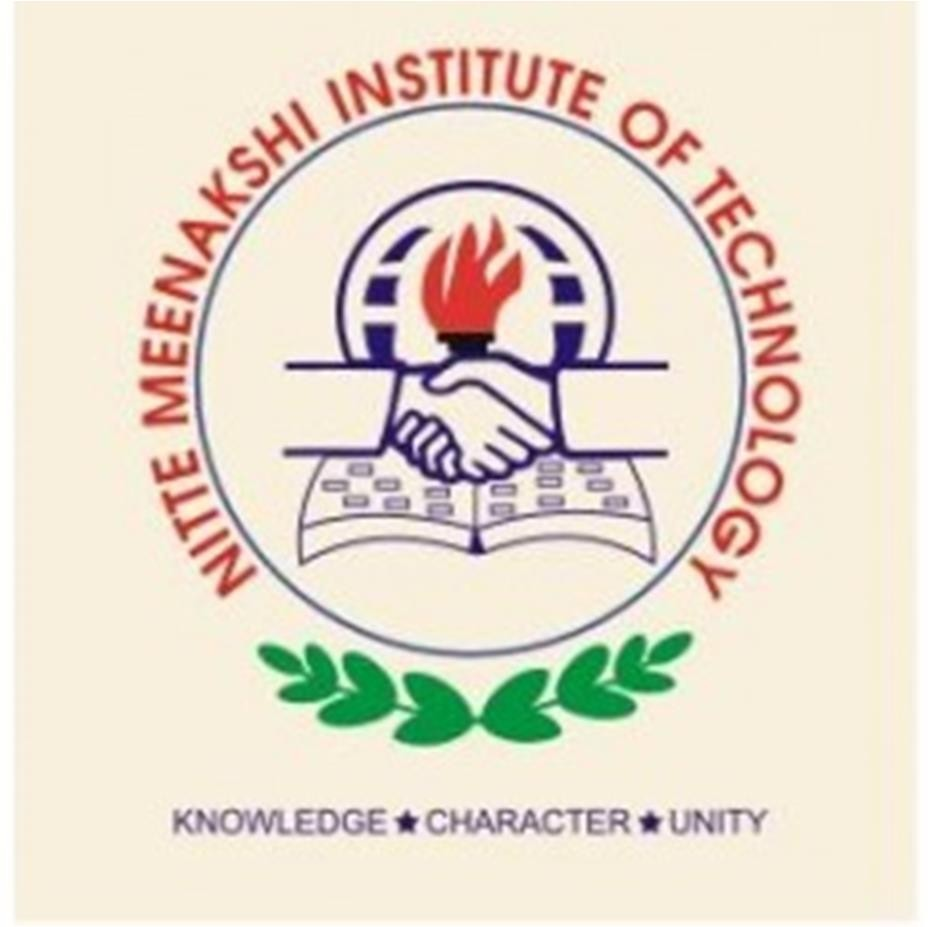 NITTE MEENAKSHI INSTITUTE OF TECHNOLOGY
KNOWLEDGE★CHARACTER★UNITY